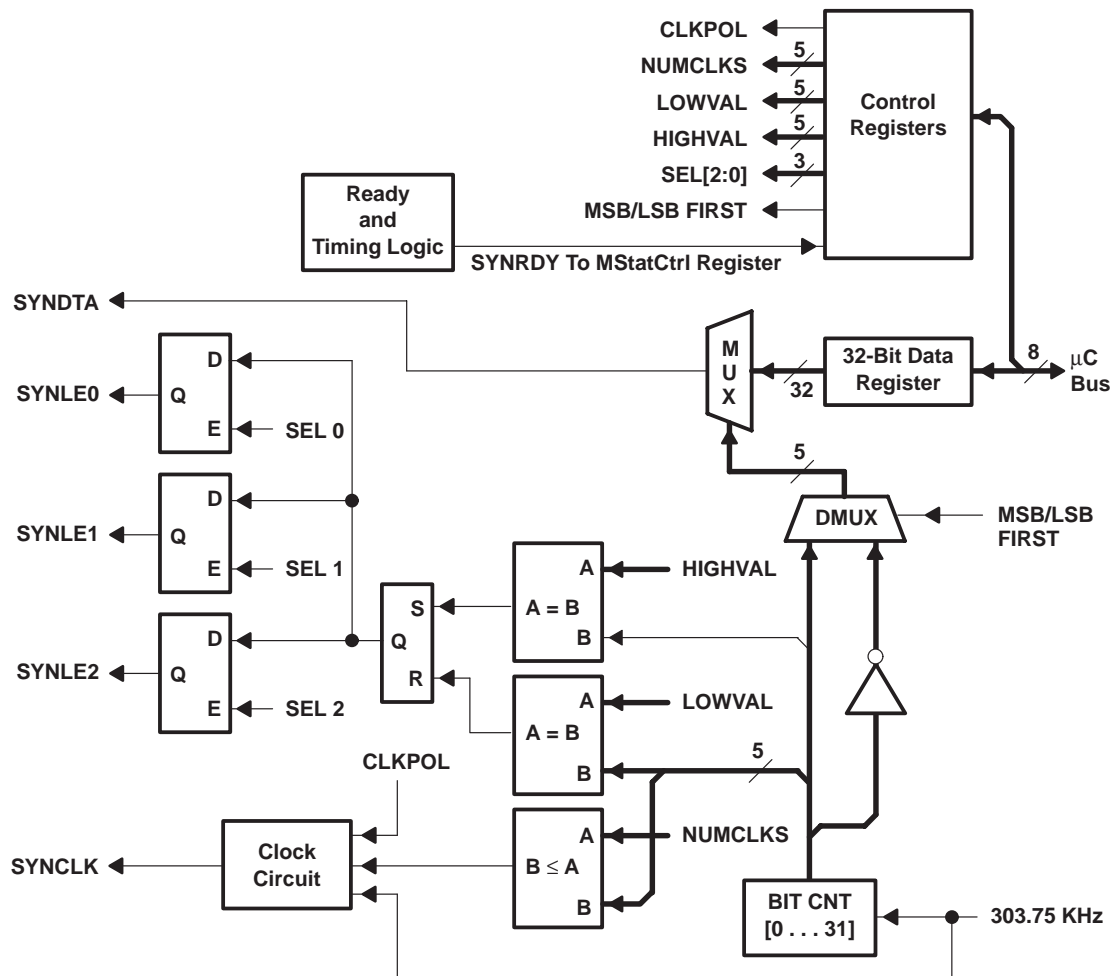 CLKPOL
5
NUMCLKS
5
LOWVAL
5
HIGHVAL
3
SEL[2:0]
MSB/LSB FIRST
Control
Registers
Ready
and
Timing Logic
SYNRDY To MStatCtrl Register
SYNDTA
MUX
32
32-Bit Data
Register
8
μC
Bus
D
SYNLE0
Q
E
SEL 0
5
DMUX
MSB/LSB
FIRST
D
SYNLE1
Q
E
SEL 1
A
HIGHVAL
A = B
B
S
Q
R
D
SYNLE2
Q
E
SEL 2
A
LOWVAL
A = B
B
5
CLKPOL
A
NUMCLKS
B ≤ A
B
SYNCLK
Clock
Circuit
BIT CNT
[0 . . . 31]
303.75 KHz